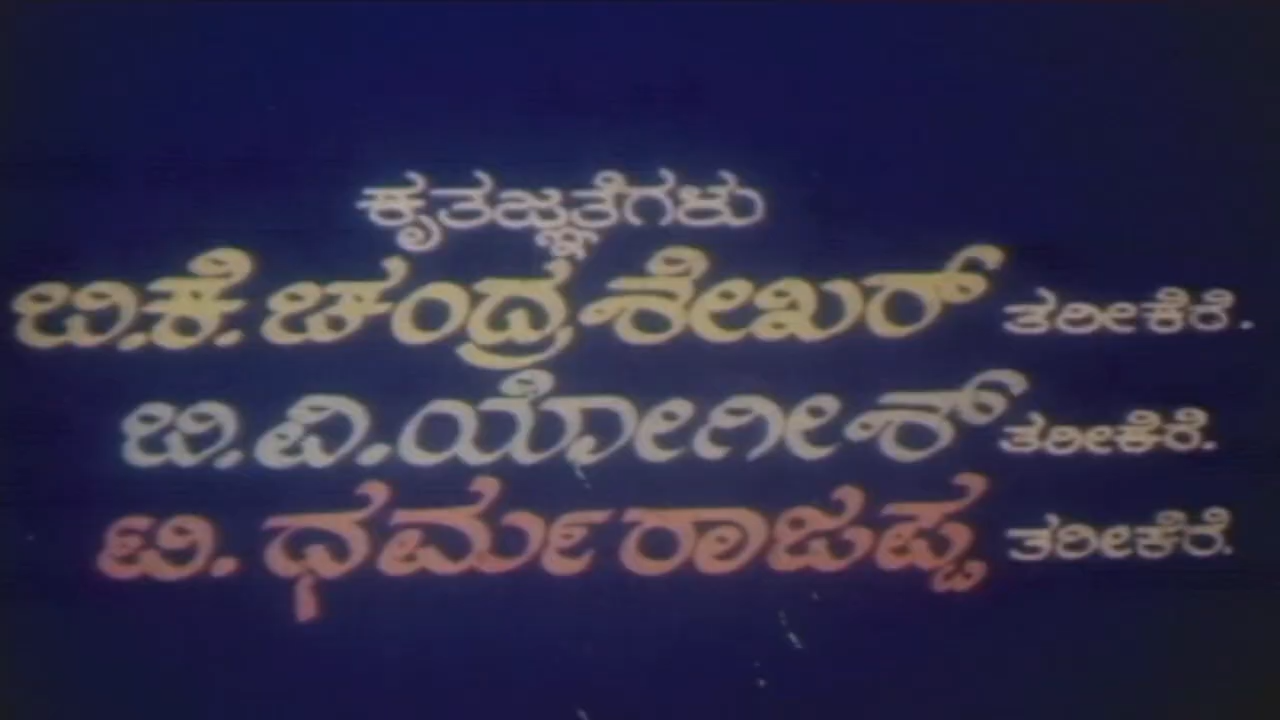 ಕೃತಜ್ಞತೆಗಳು
ಬಿ.ಕೆ. ಚಂದ್ರಶೇಖರ್ ತರೀಕೆರೆ.
ಬಿ.ವಿ.ಯೋಗೀಶ್ ತರೀಕೆರೆ.
ಟಿ. ಧರ್ಮರಾಜಪ್ಪ ತರೀಕೆರೆ.